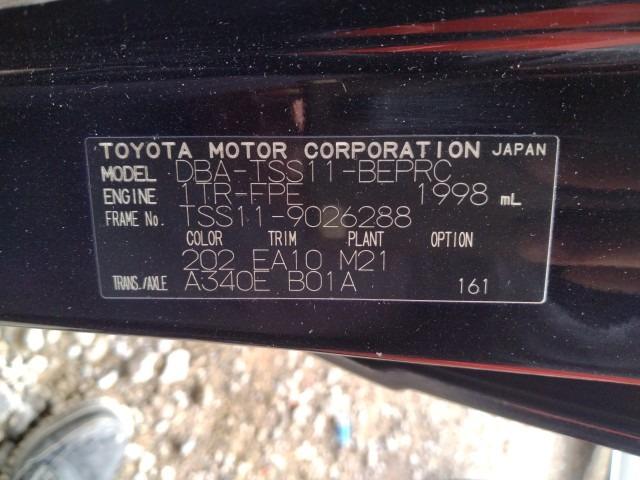 TOYOTA MOTOR CORPORATION JAPAN
MODEL DBA-TSS11-BEPRC
ENGINE 1TR-FPE 1998 mL
FRAME No. TSS11-9026288
COLOR TRIM PLANT OPTION
202 EA10 M21
TRANS./AXLE A340E B01A 161